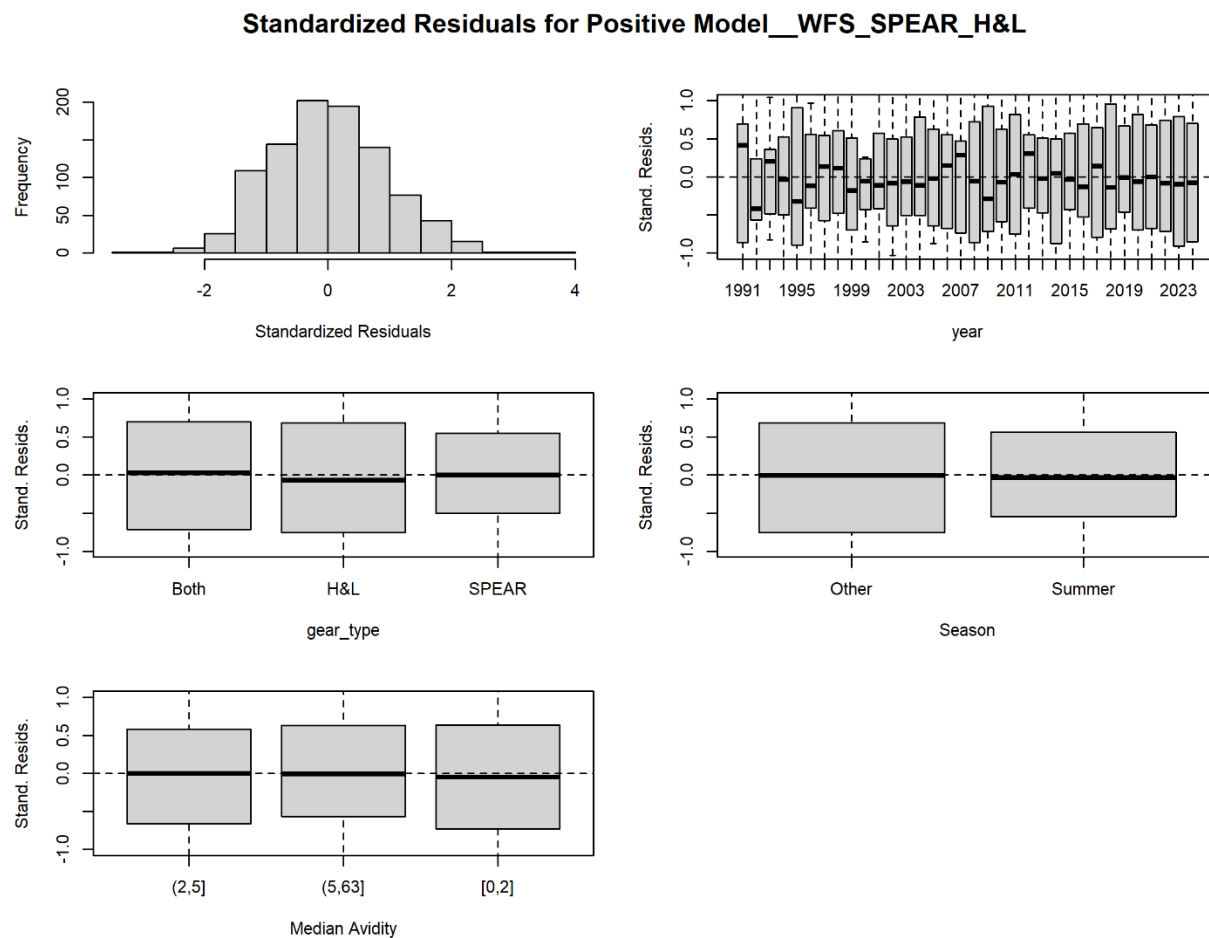 Standardized Residuals for Positive Model__WFS_SPEAR_H&L
Frequency
0 50 100 200
-2 0 2 4
Standardized Residuals
Stand. Resids.
-1.0 0.0 0.5 1.0
1991 1995 1999 2003 2007 2011 2015 2019 2023
year
Stand. Resids.
-1.0 0.0 0.5 1.0
Both H&L SPEAR
gear_type
Stand. Resids.
-1.0 0.0 0.5 1.0
Other Summer
Season
Stand. Resids.
-1.0 0.0 0.5 1.0
(2,5] (5,63] [0,2]
Median Avidity